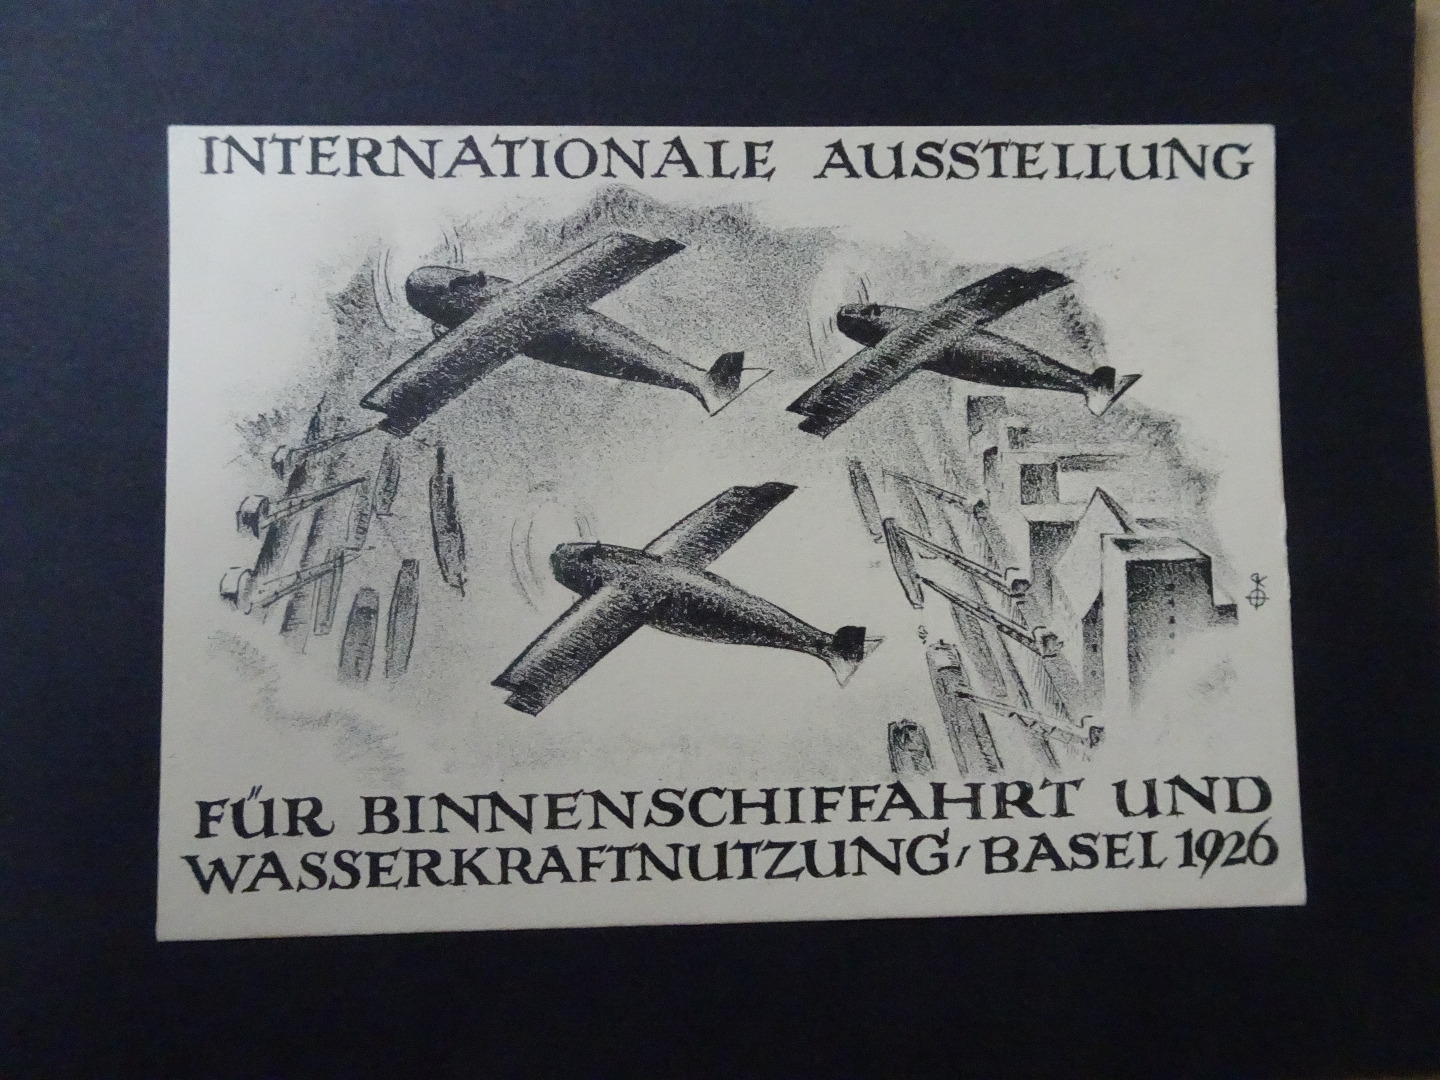 INTERNATIONALE AUSSTELLUNG
FÜR BINNENSCHIFFAHRT UND
WASSERKRAFTNUTZUNG / BASEL 1926